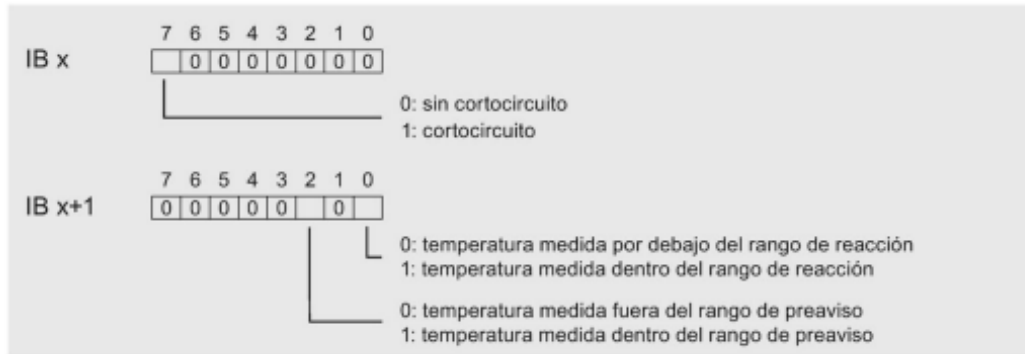 7 6 5 4 3 2 1 0
IB x
0 0 0 0 0 0 0
0: sin cortocircuito
1: cortocircuito
7 6 5 4 3 2 1 0
IB x+1
0 0 0 0 0 0
0: temperatura medida por debajo del rango de reacción
1: temperatura medida dentro del rango de reacción
0: temperatura medida fuera del rango de preaviso
1: temperatura medida dentro del rango de preaviso